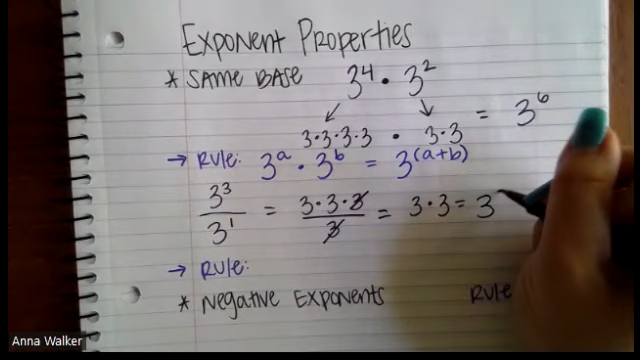 Exponent Properties
* SAME BASE 3⁴ • 3²
3•3•3•3 • 3•3 = 3⁶
→ RULE: 3ᵃ • 3ᵇ = 3⁽ᵃ⁺ᵇ⁾
3³/3¹ = 3•3•3/3 = 3•3 = 3
→ RULE:
* Negative Exponents RULE
Anna Walker